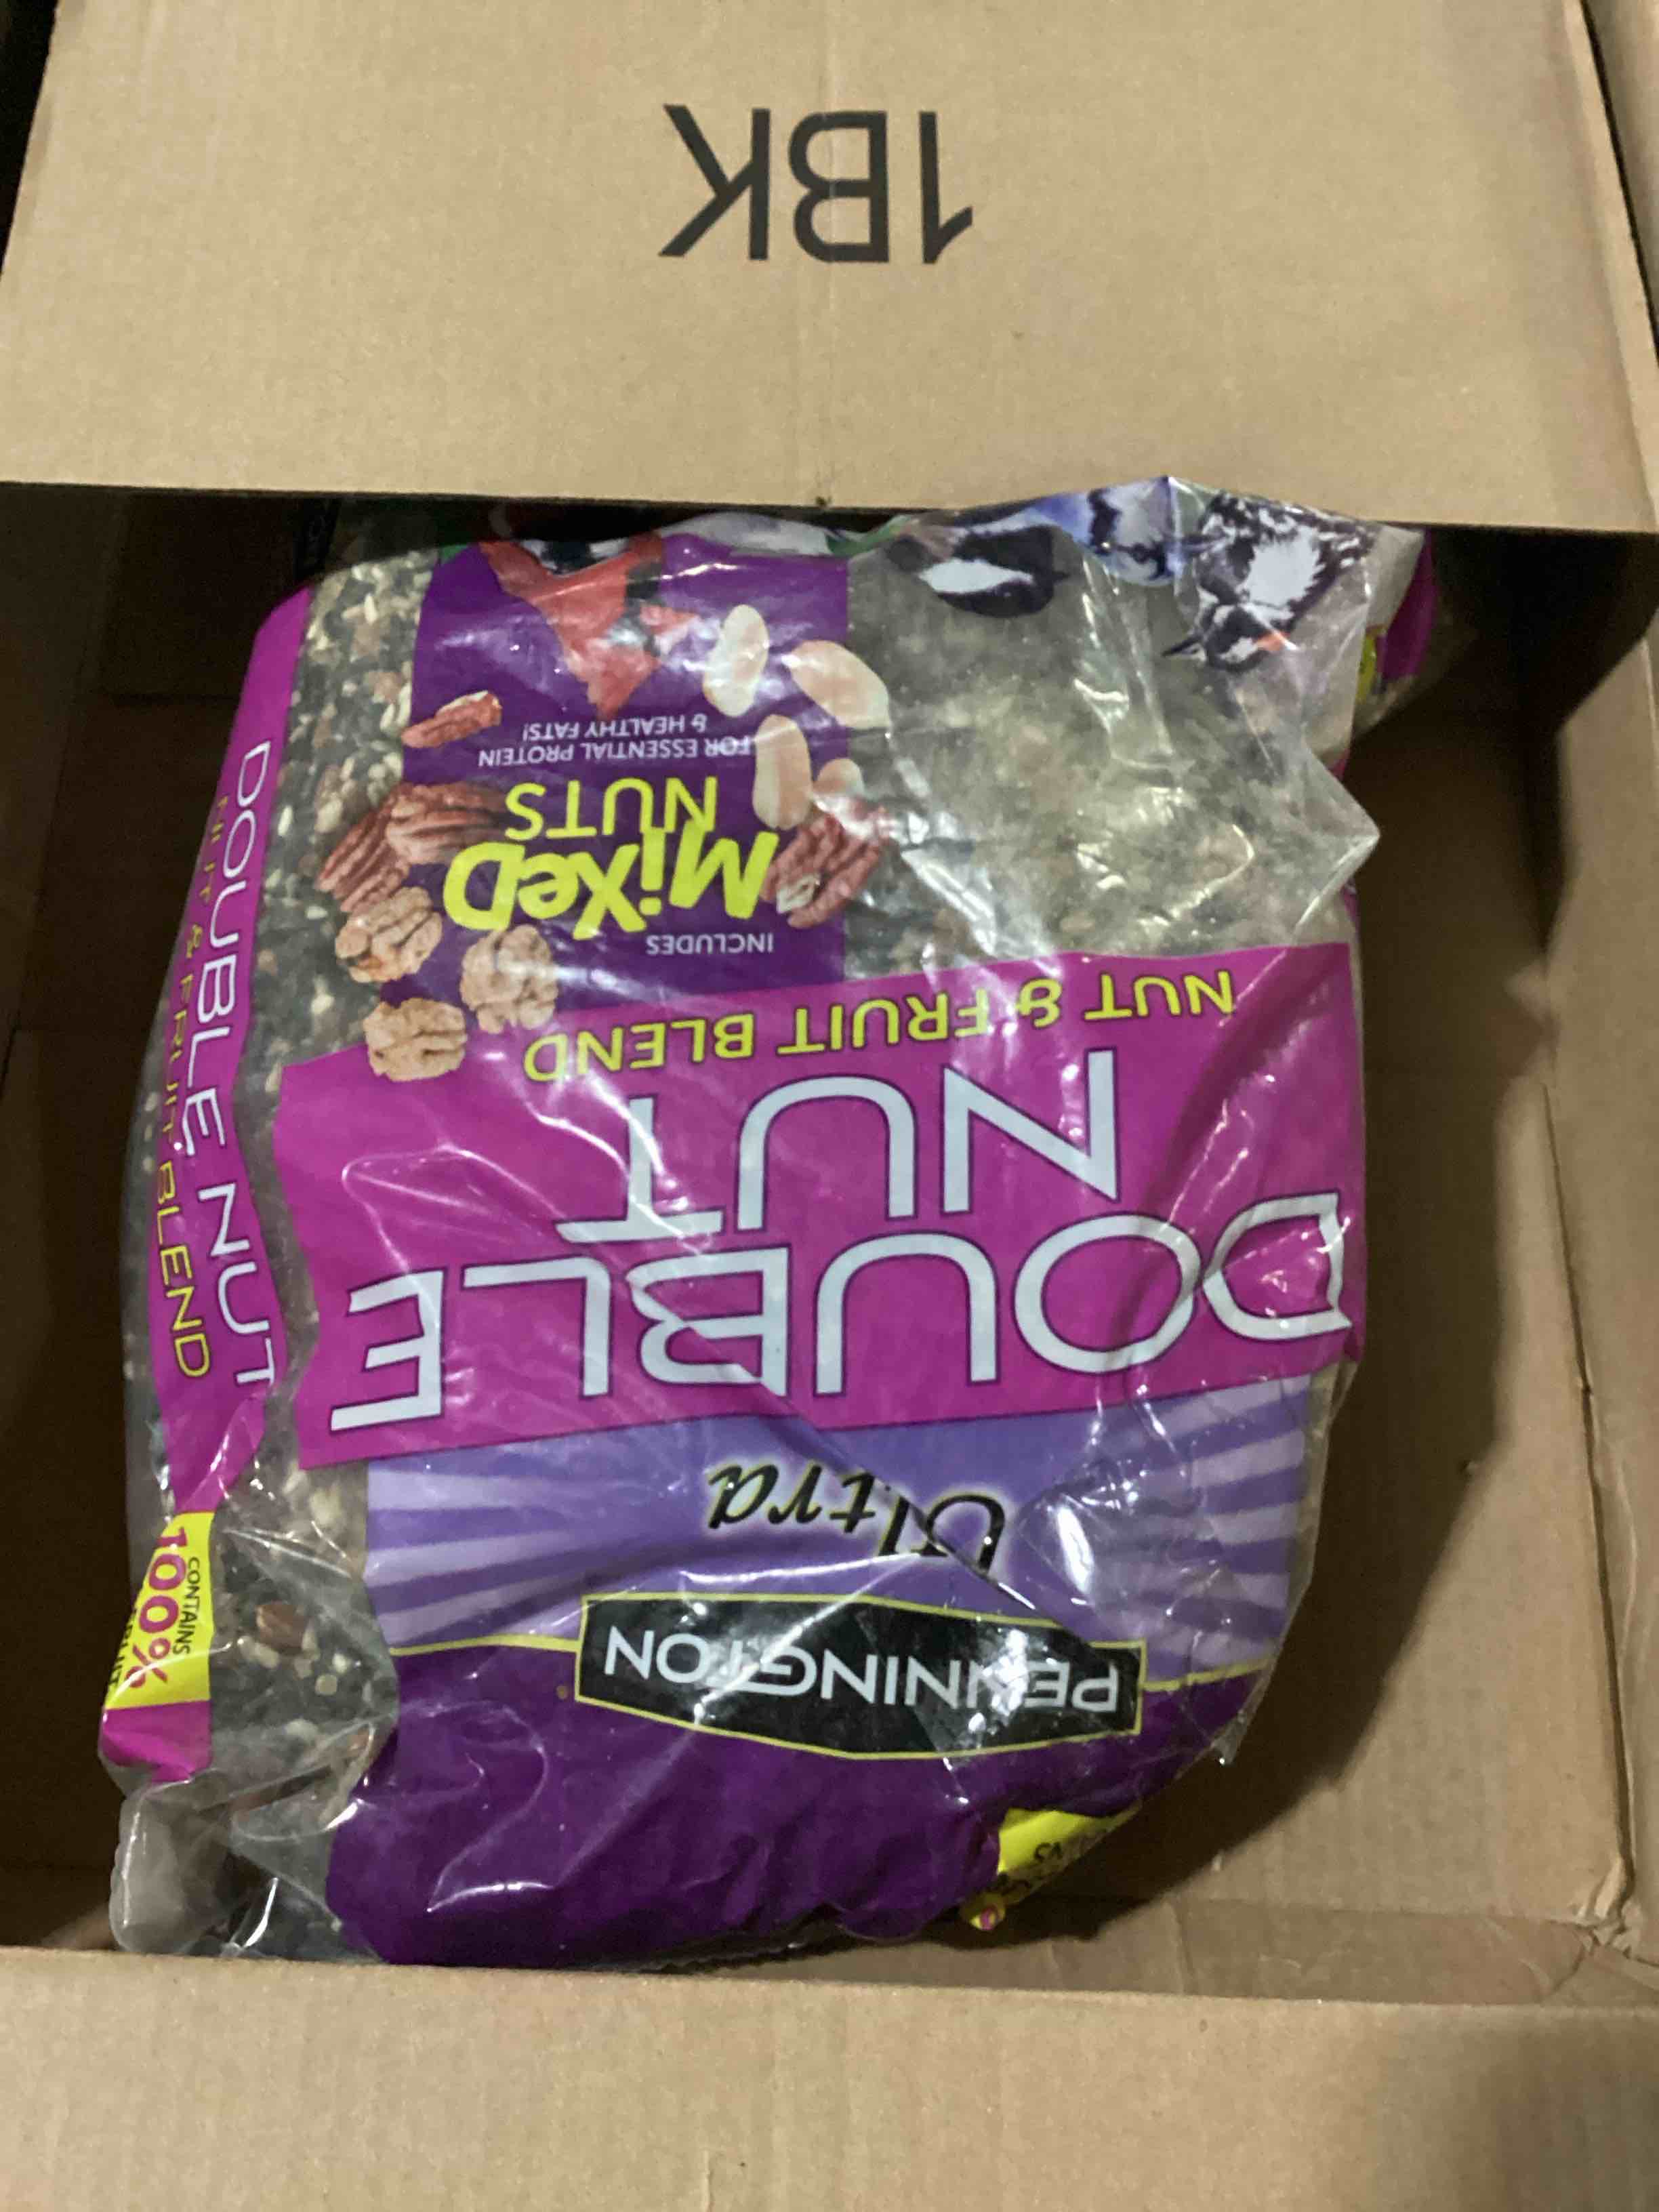 1BK
PENNINGTON
Ultra
DOUBLE
NUT
NUT & FRUIT BLEND
INCLUDES
MiXeD
NUTS
FOR ESSENTIAL PROTEIN
& HEALTHY FATS!
DOUBLE NUT
NUT & FRUIT BLEND
CONTAINS
100%